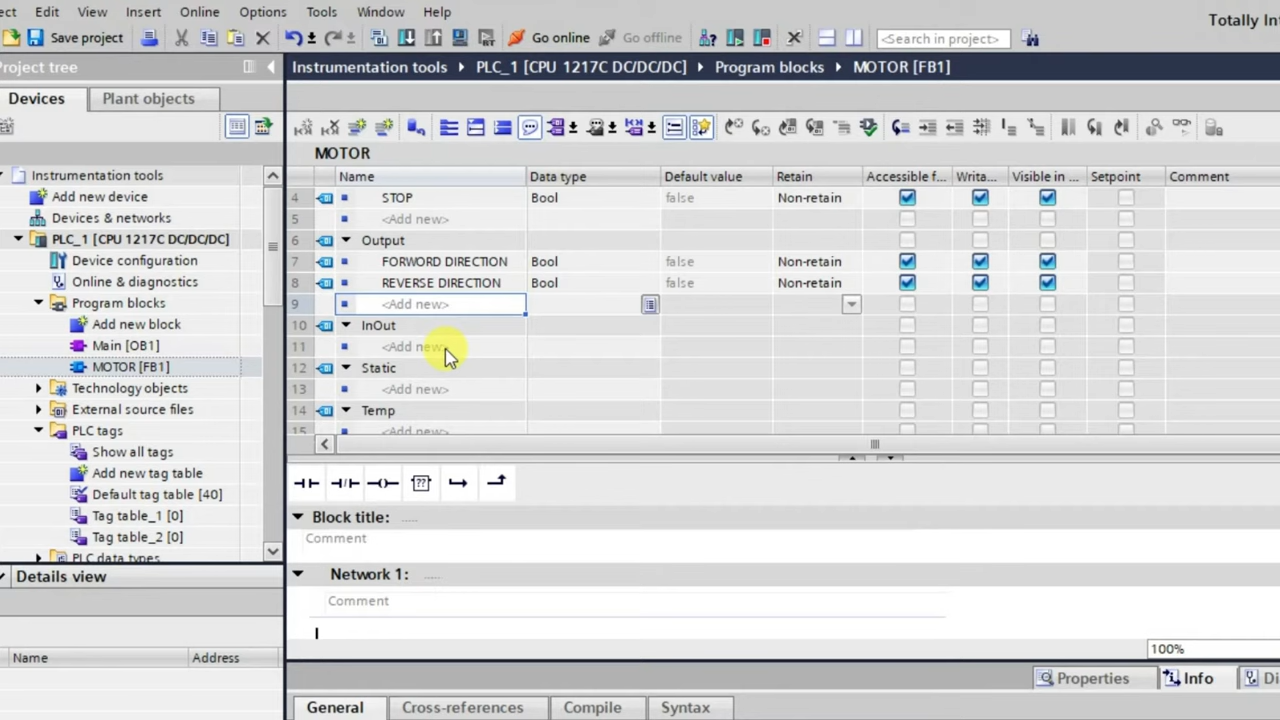 ect Edit View Insert Online Options Tools Window Help
Totally In
Save project Go online Go offline <Search in project>
Project tree
Instrumentation tools PLC_1 [CPU 1217C DC/DC/DC] Program blocks MOTOR [FB1]
Devices Plant objects
MOTOR
Name Data type Default value Retain Accessible f... Writa... Visible in ... Setpoint Comment
4 STOP Bool false Non-retain
5 <Add new>
6 Output
7 FORWORD DIRECTION Bool false Non-retain
8 REVERSE DIRECTION Bool false Non-retain
9 <Add new>
10 InOut
11 <Add new>
12 Static
13 <Add new>
14 Temp
15 <Add new>
Instrumentation tools
Add new device
Devices & networks
PLC_1 [CPU 1217C DC/DC/DC]
Device configuration
Online & diagnostics
Program blocks
Add new block
Main [OB1]
MOTOR [FB1]
Technology objects
External source files
PLC tags
Show all tags
Add new tag table
Default tag table [40]
Tag table_1 [0]
Tag table_2 [0]
PLC data types
Details view
Name Address
??
Block title: .....
Comment
Network 1: .....
Comment
100%
Properties Info Di
General Cross-references Compile Syntax